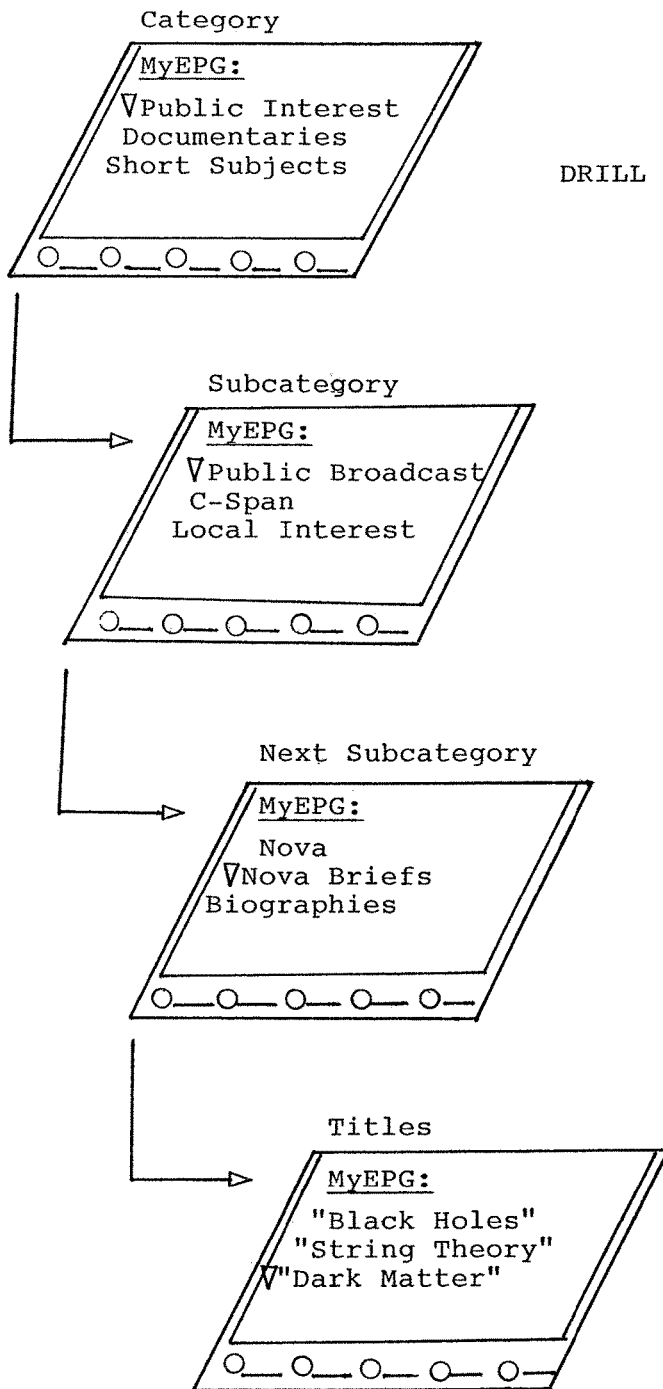 Category
MyEPG:
∇Public Interest
Documentaries
Short Subjects
DRILL
Subcategory
MyEPG:
∇Public Broadcast
C-Span
Local Interest
Next Subcategory
MyEPG:
Nova
∇Nova Briefs
Biographies
Titles
MyEPG:
"Black Holes"
"String Theory"
∇"Dark Matter"